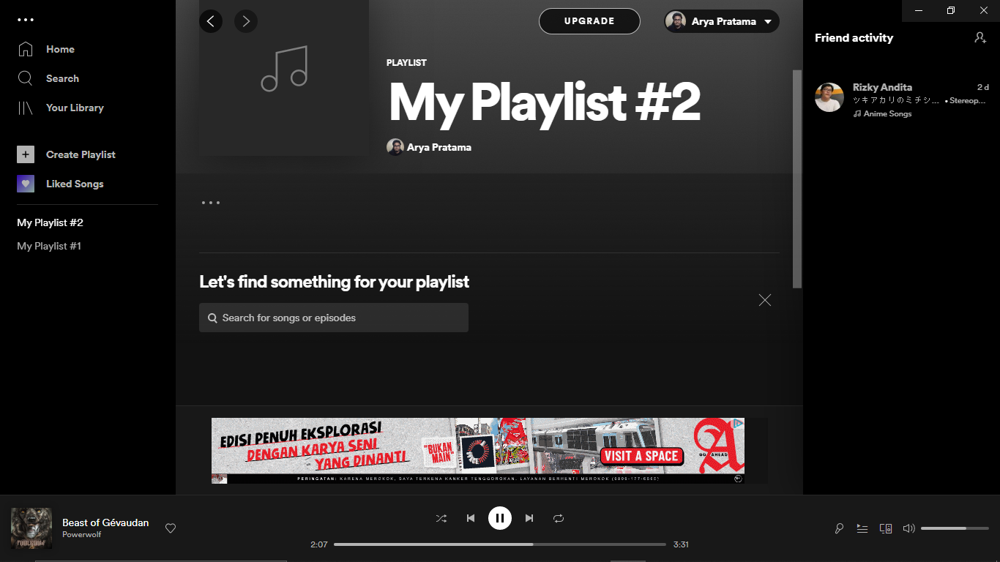 Home
Search
Your Library
Create Playlist
Liked Songs
My Playlist #2
My Playlist #1
UPGRADE
Arya Pratama
PLAYLIST
My Playlist #2
Arya Pratama
Let's find something for your playlist
Search for songs or episodes
EDISI PENUH EKSPLORASI
DENGAN KARYA SENI
YANG DINANTI
"BUKAN MAIN"
VISIT A SPACE
A
GO AHEAD
PERINGATAN: KARENA MEROKOK, SAYA TERKENA KANKER TENGGOROKAN. LAYANAN BERHENTI MEROKOK (0800-177-6565)
18+
Friend activity
Rizky Andita 2 d
ツキアカリのミチシ... • Stereop...
Anime Songs
Beast of Gévaudan
Powerwolf
POWERWOLF
2:07
3:31